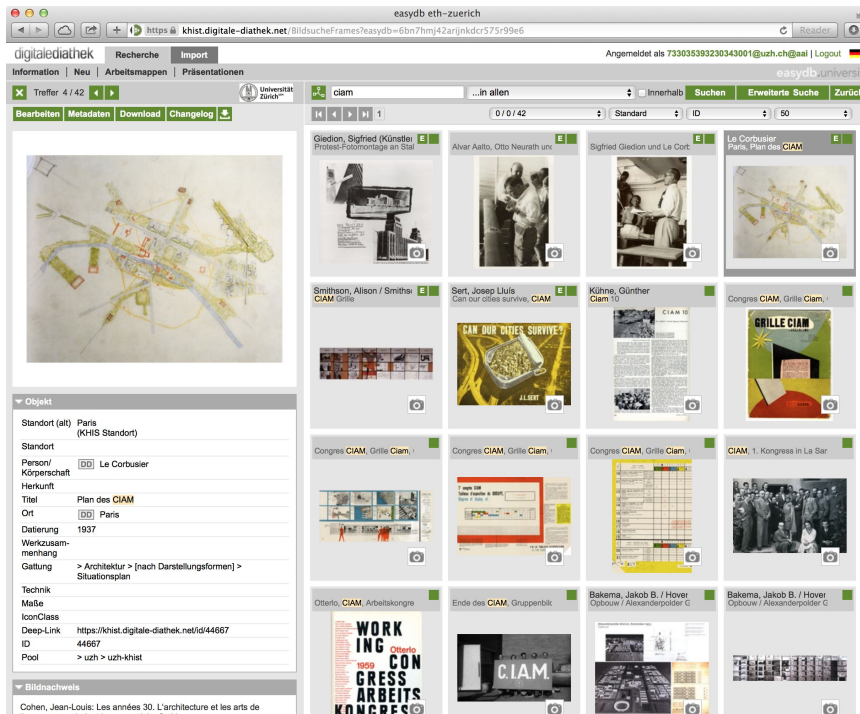 easydb eth-zuerich
https khist.digitale-diathek.net/BildsucheFrames?easydb=6bn7hmj42arijnkdcr575r99e6
Reader
digitalediathek
Recherche
Import
Angemeldet als 733035393230343001@uzh.ch@aai | Logout
Information | Neu | Arbeitsmappen | Präsentationen
easydb.universi
Treffer 4 / 42
Universität
Zürich
ciam
...in allen
Innerhalb
Suchen
Erweiterte Suche
Zurück
Bearbeiten
Metadaten
Download
Changelog
1
0 / 0 / 42
Standard
ID
50
Giedion, Sigfried (Künstler
Protest-Fotomontage an Stal
E
Alvar Aalto, Otto Neurath und
E
Sigfried Giedion und Le Corb
E
Le Corbusier
Paris, Plan des CIAM
E
Smithson, Alison / Smithso
CIAM Grille
E
Sert, Josep Lluís
Can our cities survive, CIAM
E
Kühne, Günther
Ciam 10
Congres CIAM, Grille Ciam,
CAN OUR CITIES SURVIVE?
J.L.SERT
CIAM 10
GRILLE CIAM
Objekt
Standort (alt) Paris
(KHIS Standort)
Standort
Person/
Körperschaft DD Le Corbusier
Herkunft
Titel Plan des CIAM
Ort DD Paris
Datierung 1937
Werkzusam-
menhang
Gattung > Architektur > [nach Darstellungsformen] >
Situationsplan
Technik
Maße
IconClass
Deep-Link https://khist.digitale-diathek.net/id/44667
ID 44667
Pool > uzh > uzh-khist
Congres CIAM, Grille Ciam,
Congres CIAM, Grille Ciam,
Congres CIAM, Grille Ciam,
CIAM, 1. Kongress in La Sar
Otterlo, CIAM, Arbeitskongre
Ende des CIAM, Gruppenbild
Bakema, Jakob B. / Hover
Opbouw / Alexanderpolder G
Bakema, Jakob B. / Hover
Opbouw / Alexanderpolder G
WORK
ING Otterlo
1959 CON
GRESS
ARBEITS
KONGRES
C.I.A.M.
Bildnachweis
Cohen, Jean-Louis: Les années 30. L'architecture et les arts de